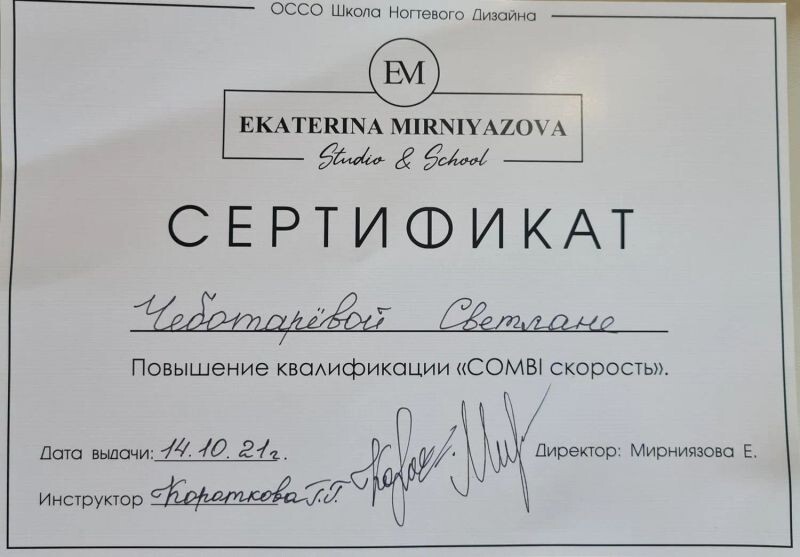 ОССО Школа Ногтевого Дизайна
EM
EKATERINA MIRNIYAZOVA
Studio & School
СЕРТИФИКАТ
Чеботарёвой Светлане
Повышение квалификации «COMBI скорость».
Дата выдачи: 14.10.21г.
Директор: Мирниязова Е.
Инструктор Короткова Г.Г.